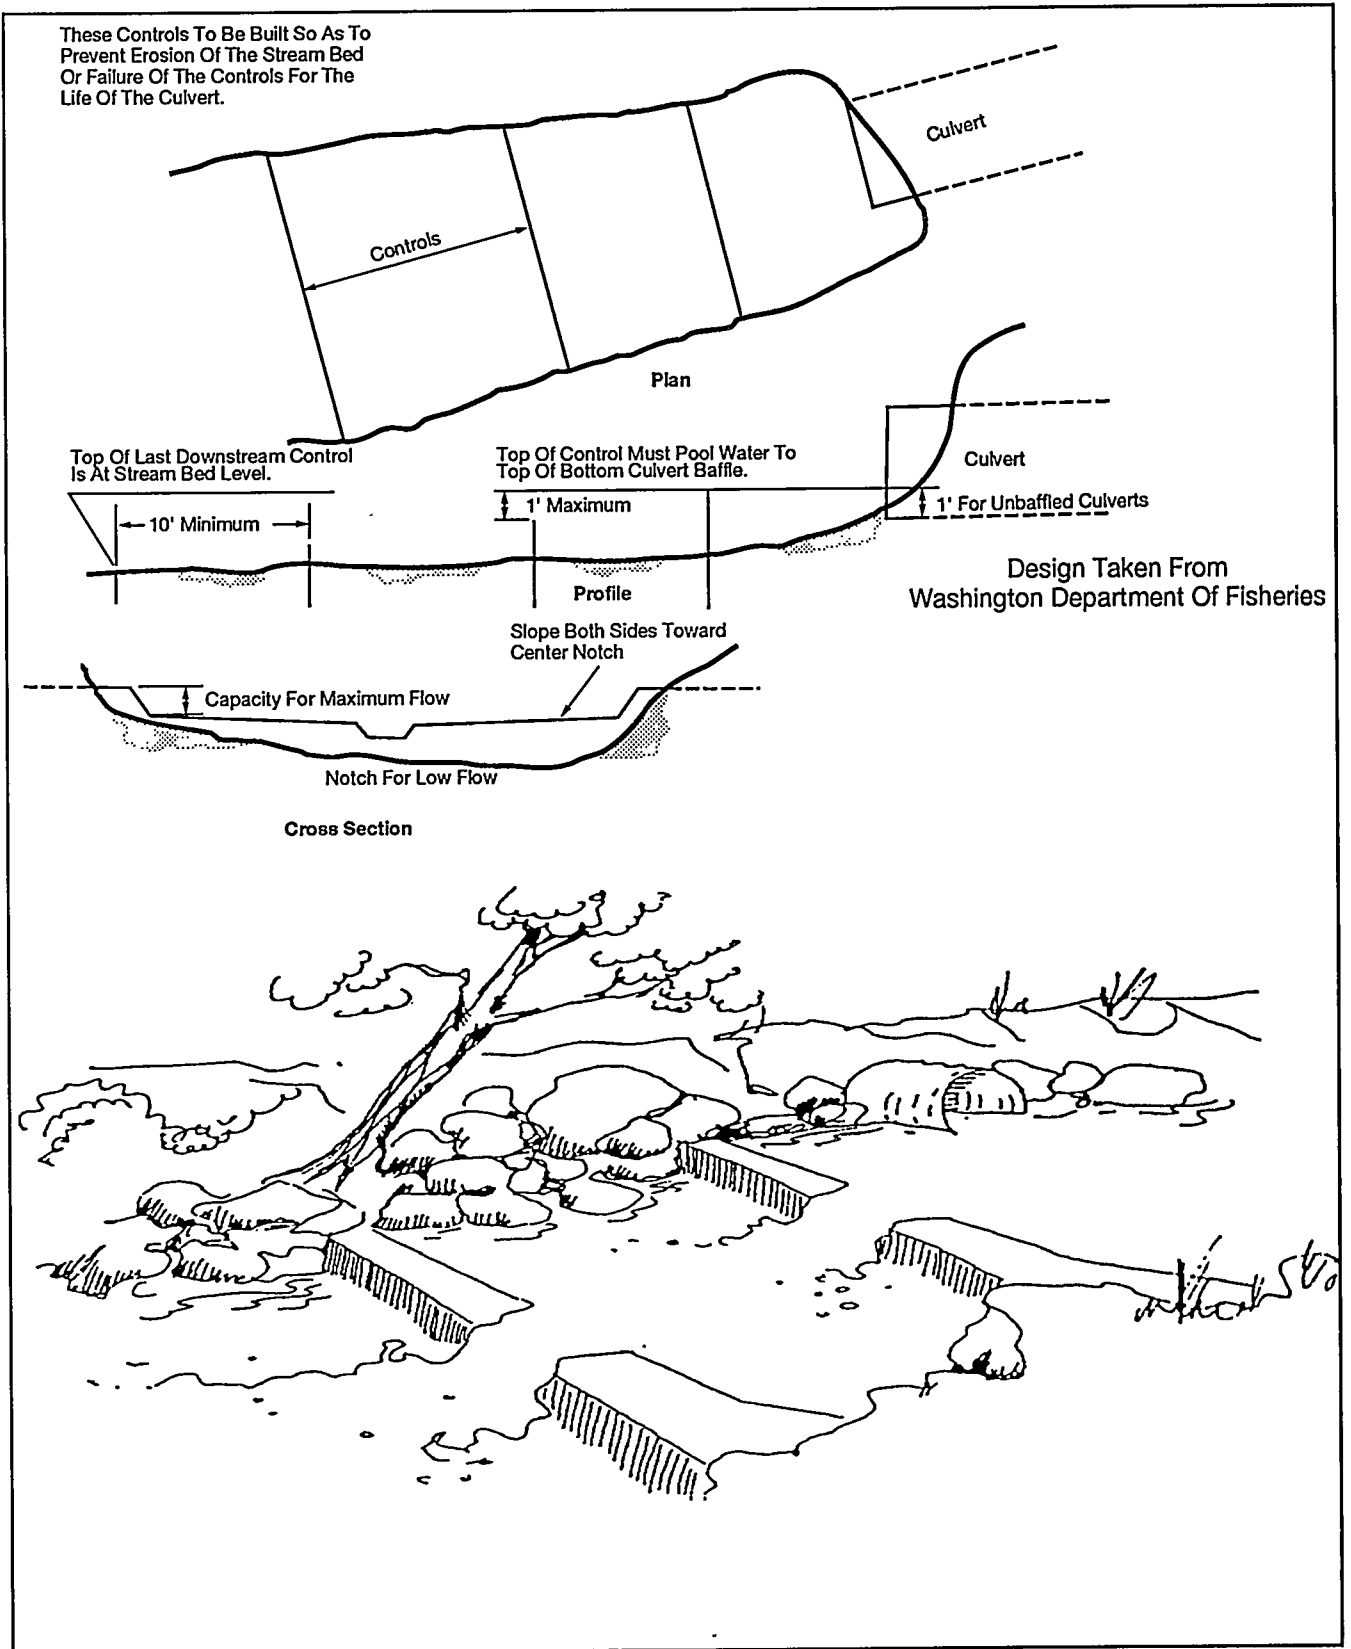 These Controls To Be Built So As To
Prevent Erosion Of The Stream Bed
Or Failure Of The Controls For The
Life Of The Culvert.
Culvert
Controls
Plan
Top Of Last Downstream Control
Is At Stream Bed Level.
Top Of Control Must Pool Water To
Top Of Bottom Culvert Baffle.
Culvert
1' Maximum
1' For Unbaffled Culverts
10' Minimum
Profile
Design Taken From
Washington Department Of Fisheries
Slope Both Sides Toward
Center Notch
Capacity For Maximum Flow
Notch For Low Flow
Cross Section